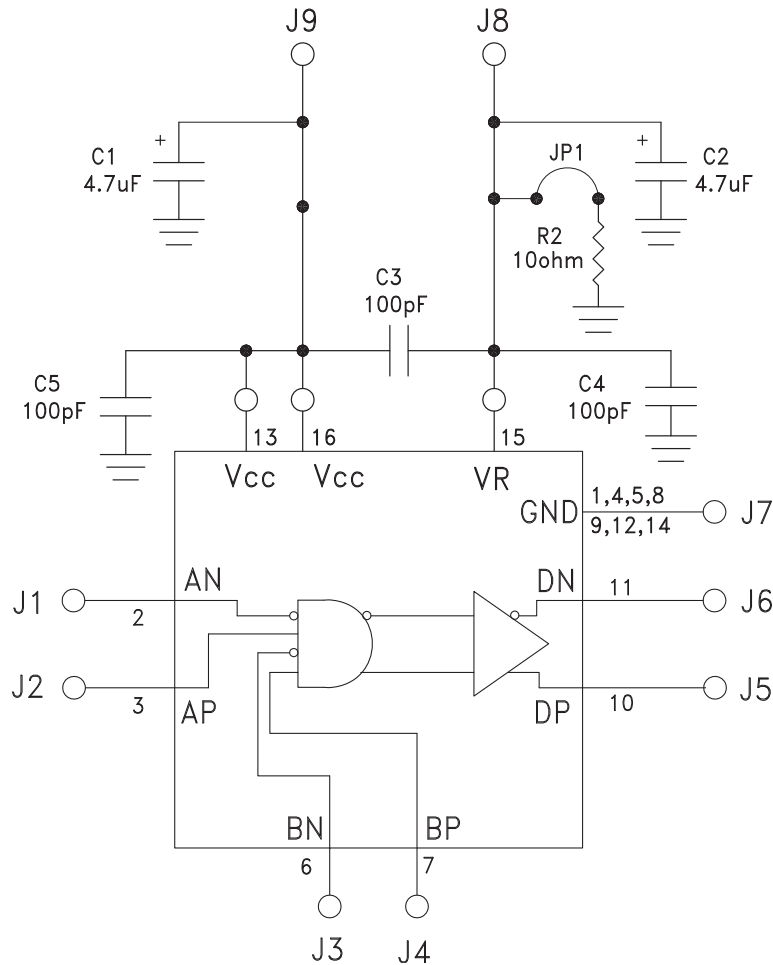 J9
J8
+
C1
4.7uF
JP1
+
C2
4.7uF
R2
10ohm
C3
100pF
C5
100pF
C4
100pF
13
16
15
Vcc
Vcc
VR
GND
1,4,5,8
9,12,14
J7
J1
2
AN
DN
11
J6
J2
3
AP
DP
10
J5
BN
BP
6
7
J3
J4